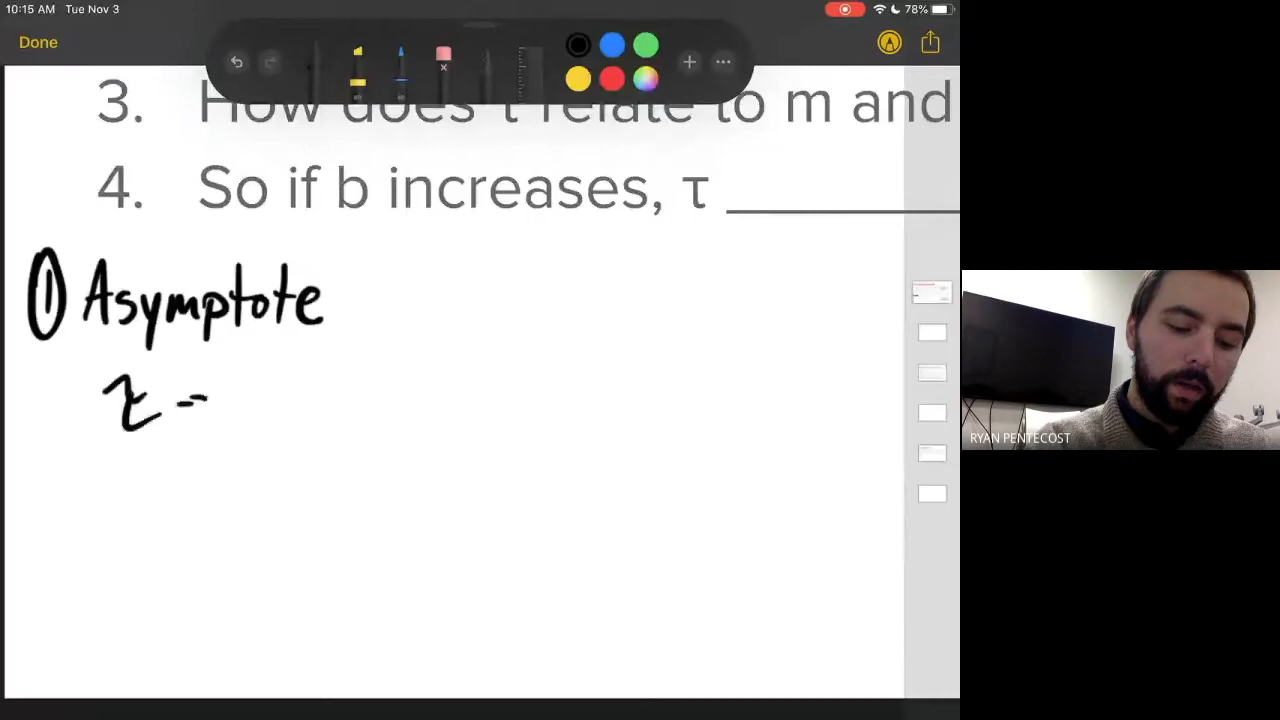 10:15 AM Tue Nov 3
78%
Done
3. How does τ relate to m and
4. So if b increases, τ ________
① Asymptote
τ =
RYAN PENTECOST